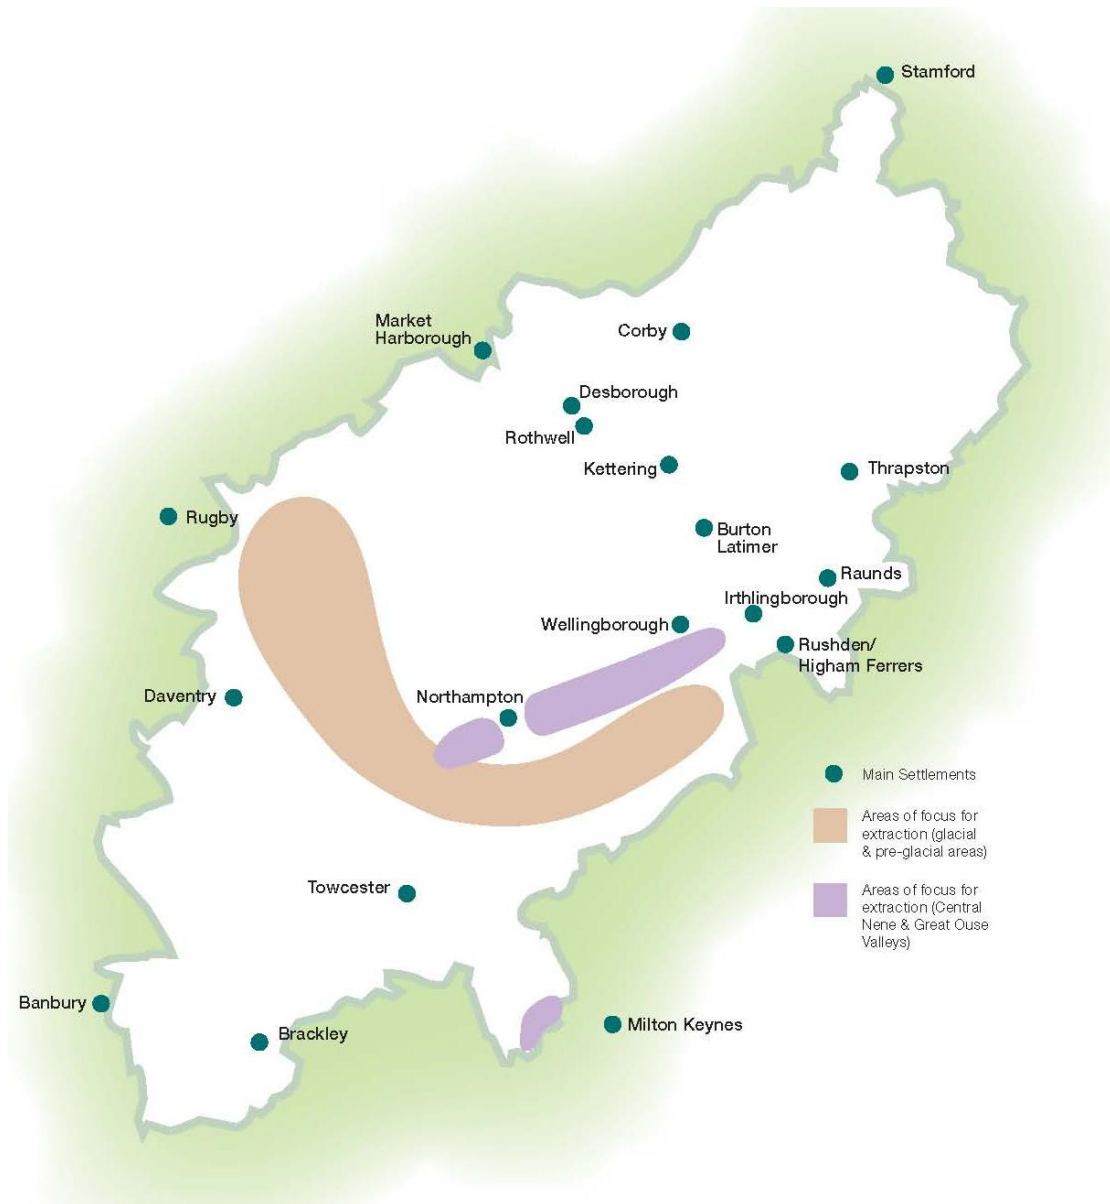 Stamford
Market
Harborough
Corby
Desborough
Rothwell
Kettering
Thrapston
Rugby
Burton
Latimer
Raunds
Irthlingborough
Wellingborough
Rushden/
Higham Ferrers
Daventry
Northampton
Main Settlements
Areas of focus for
extraction (glacial
& pre-glacial areas)
Towcester
Areas of focus for
extraction (Central
Nene & Great Ouse
Valleys)
Banbury
Milton Keynes
Brackley